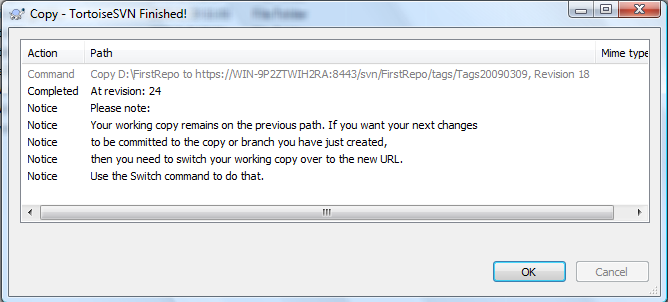 Copy - TortoiseSVN Finished!
Action Path Mime type
Command Copy D:\FirstRepo to https://WIN-9P2ZTWIH2RA:8443/svn/FirstRepo/tags/Tags20090309, Revision 18
Completed At revision: 24
Notice Please note:
Notice Your working copy remains on the previous path. If you want your next changes
Notice to be committed to the copy or branch you have just created,
Notice then you need to switch your working copy over to the new URL.
Notice Use the Switch command to do that.
OK Cancel